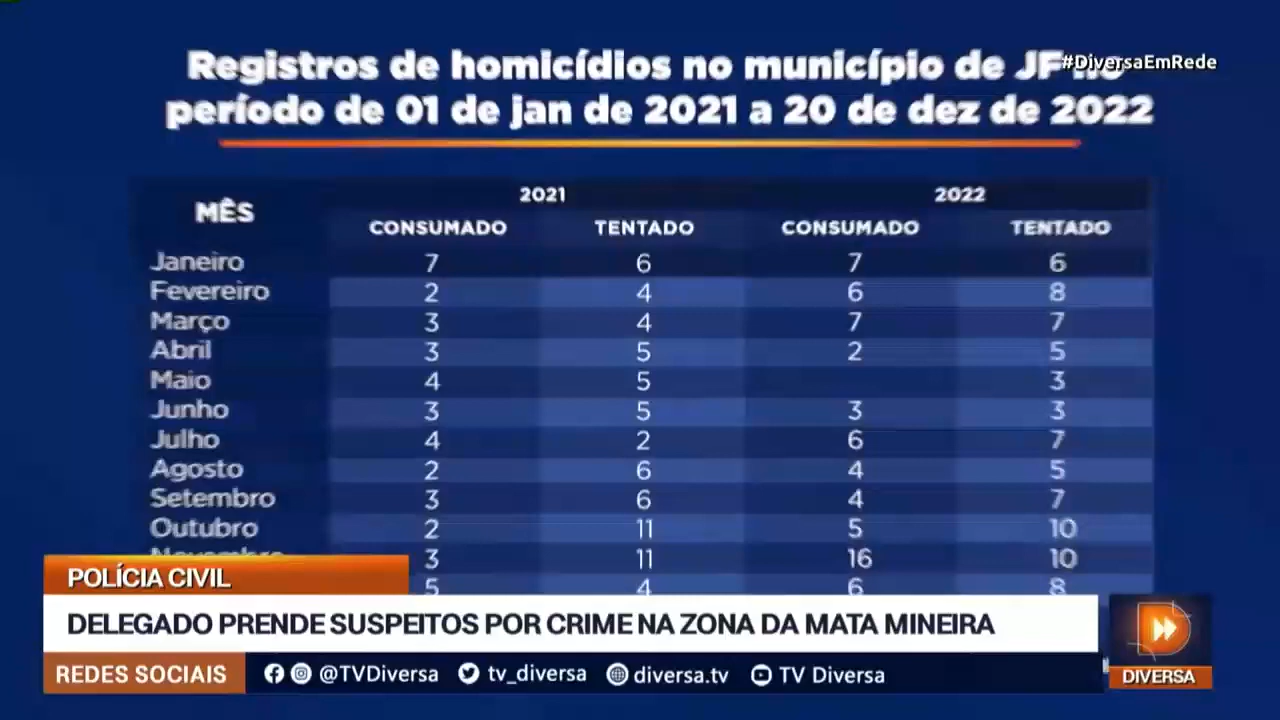 Registros de homicídios no município de JF
#DiversaEmRede
período de 01 de jan de 2021 a 20 de dez de 2022
MÊS 2021 2022
CONSUMADO TENTADO CONSUMADO TENTADO
Janeiro 7 6 7 6
Fevereiro 2 4 6 8
Março 3 4 7 7
Abril 3 5 2 5
Maio 4 5 3
Junho 3 5 3 3
Julho 4 2 6 7
Agosto 2 6 4 5
Setembro 3 6 4 7
Outubro 2 11 5 10
Novembro 3 11 16 10
5 4 6 8
POLÍCIA CIVIL
DELEGADO PRENDE SUSPEITOS POR CRIME NA ZONA DA MATA MINEIRA
REDES SOCIAIS @TVDiversa tv_diversa diversa.tv TV Diversa
DIVERSA